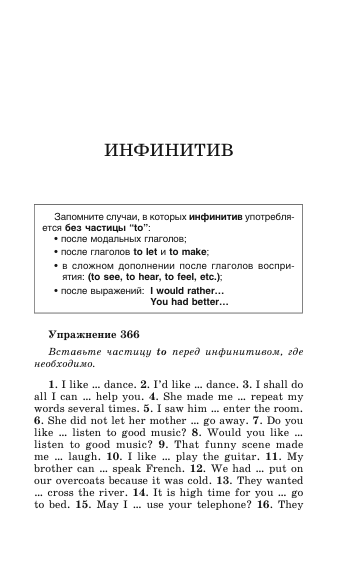 ИНФИНИТИВ
Запомните случаи, в которых инфинитив употребля-
ется без частицы “to”:
• после модальных глаголов;
• после глаголов to let и to make;
• в сложном дополнении после глаголов воспри-
ятия: (to see, to hear, to feel, etc.);
• после выражений: I would rather...
You had better...
Упражнение 366
Вставьте частицу to перед инфинитивом, где
необходимо.
1. I like ... dance. 2. I’d like ... dance. 3. I shall do
all I can ... help you. 4. She made me ... repeat my
words several times. 5. I saw him ... enter the room.
6. She did not let her mother ... go away. 7. Do you
like ... listen to good music? 8. Would you like ...
listen to good music? 9. That funny scene made
me ... laugh. 10. I like ... play the guitar. 11. My
brother can ... speak French. 12. We had ... put on
our overcoats because it was cold. 13. They wanted
... cross the river. 14. It is high time for you ... go
to bed. 15. May I ... use your telephone? 16. They